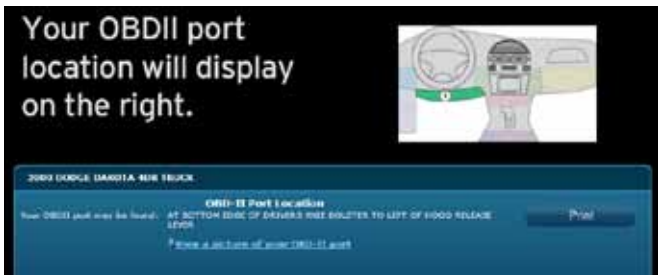 Your OBDII port
location will display
on the right.
2003 DODGE DAKOTA 4DR TRUCK
OBD-II Port Location
Your OBDII port may be found: AT BOTTOM EDGE OF DRIVERS KNEE BOLSTER TO LEFT OF HOOD RELEASE
LEVER
View a picture of your OBD-II port
Print